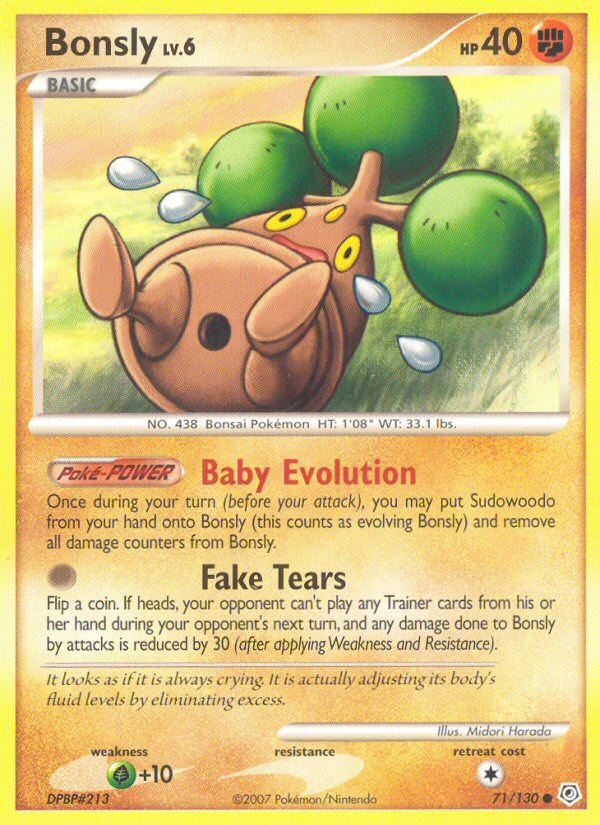 Bonsly LV.6
HP 40
BASIC
NO. 438 Bonsai Pokémon HT: 1'08" WT: 33.1 lbs.
Poké-POWER Baby Evolution
Once during your turn (before your attack), you may put Sudowoodo
from your hand onto Bonsly (this counts as evolving Bonsly) and remove
all damage counters from Bonsly.
Fake Tears
Flip a coin. If heads, your opponent can't play any Trainer cards from his or
her hand during your opponent's next turn, and any damage done to Bonsly
by attacks is reduced by 30 (after applying Weakness and Resistance).
It looks as if it is always crying. It is actually adjusting its body's
fluid levels by eliminating excess.
Illus. Midori Harada
weakness resistance retreat cost
+10
DPBP#213 ©2007 Pokémon/Nintendo 71/130